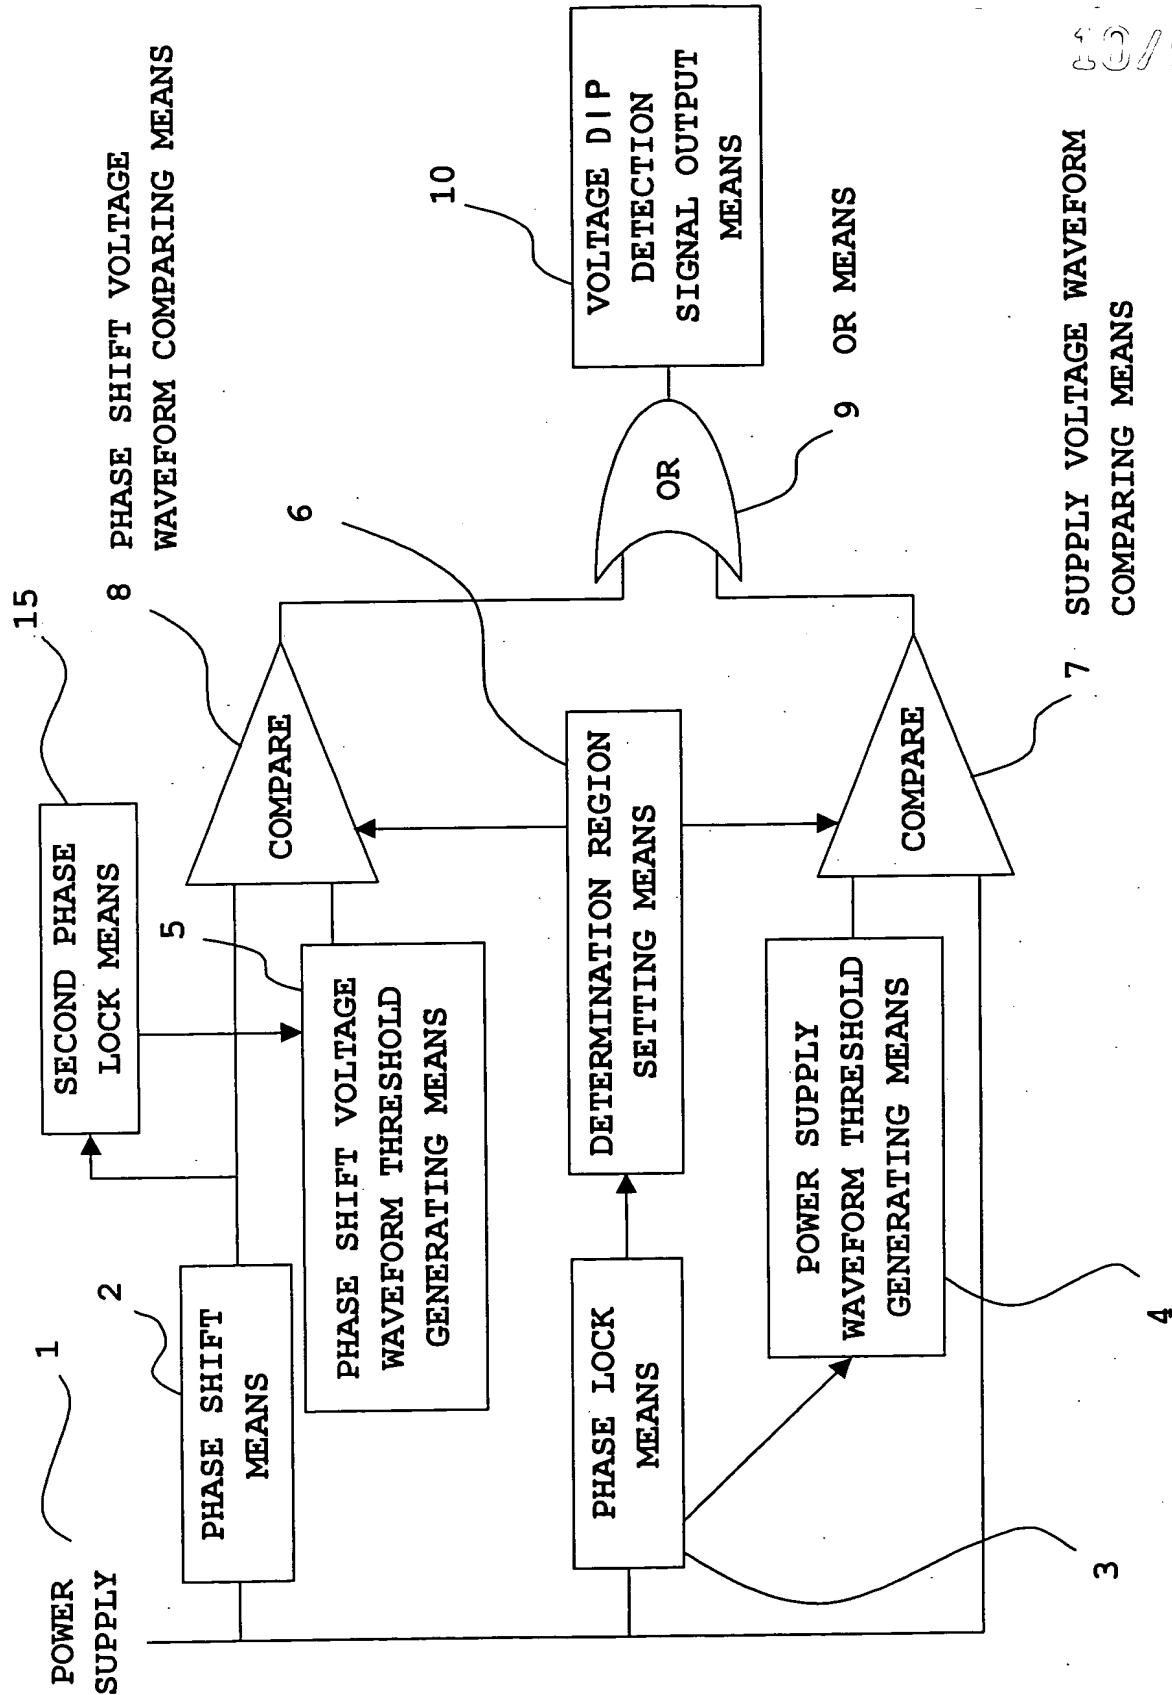 POWER
SUPPLY
1
2
PHASE SHIFT
MEANS
15
SECOND PHASE
LOCK MEANS
8 PHASE SHIFT VOLTAGE
WAVEFORM COMPARING MEANS
COMPARE
5
PHASE SHIFT VOLTAGE
WAVEFORM THRESHOLD
GENERATING MEANS
6
DETERMINATION REGION
SETTING MEANS
PHASE LOCK
MEANS
3
POWER SUPPLY
WAVEFORM THRESHOLD
GENERATING MEANS
4
COMPARE
7 SUPPLY VOLTAGE WAVEFORM
COMPARING MEANS
OR
9 OR MEANS
10
VOLTAGE DIP
DETECTION
SIGNAL OUTPUT
MEANS
10/